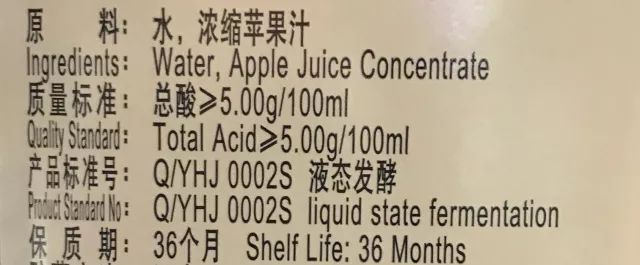 原 料： 水，浓缩苹果汁
Ingredients: Water, Apple Juice Concentrate
质量标准： 总酸≥5.00g/100ml
Quality Standard: Total Acid≥5.00g/100ml
产品标准号： Q/YHJ 0002S 液态发酵
Product Standard No: Q/YHJ 0002S liquid state fermentation
保 质 期： 36个月 Shelf Life: 36 Months